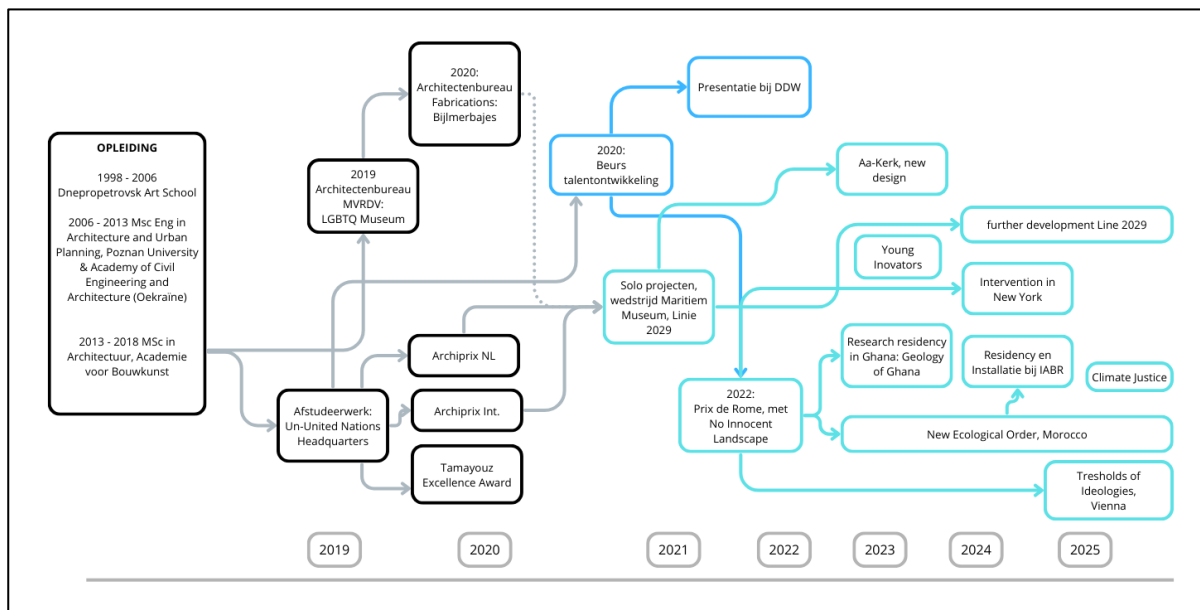 OPLEIDING
1998 - 2006
Dnepropetrovsk Art School
2006 - 2013 Msc Eng in
Architecture and Urban
Planning, Poznan University
& Academy of Civil
Engineering and
Architecture (Oekraïne)
2013 - 2018 MSc in
Architectuur, Academie
voor Bouwkunst
2019
Architectenbureau
MVRDV:
LGBTQ Museum
2020:
Architectenbureau
Fabrications:
Bijlmerbajes
Afstudeerwerk:
Un-United Nations
Headquarters
Archiprix NL
Archiprix Int.
Tamayouz
Excellence Award
2020:
Beurs
talentontwikkeling
Presentatie bij DDW
Solo projecten,
wedstrijd Maritiem
Museum, Linie
2029
Aa-Kerk, new
design
Young
Inovators
further development Line 2029
Intervention in
New York
2022:
Prix de Rome, met
No Innocent
Landscape
Research residency
in Ghana: Geology
of Ghana
Residency en
Installatie bij IABR
Climate Justice
New Ecological Order, Morocco
Tresholds of
Ideologies,
Vienna
2019
2020
2021
2022
2023
2024
2025